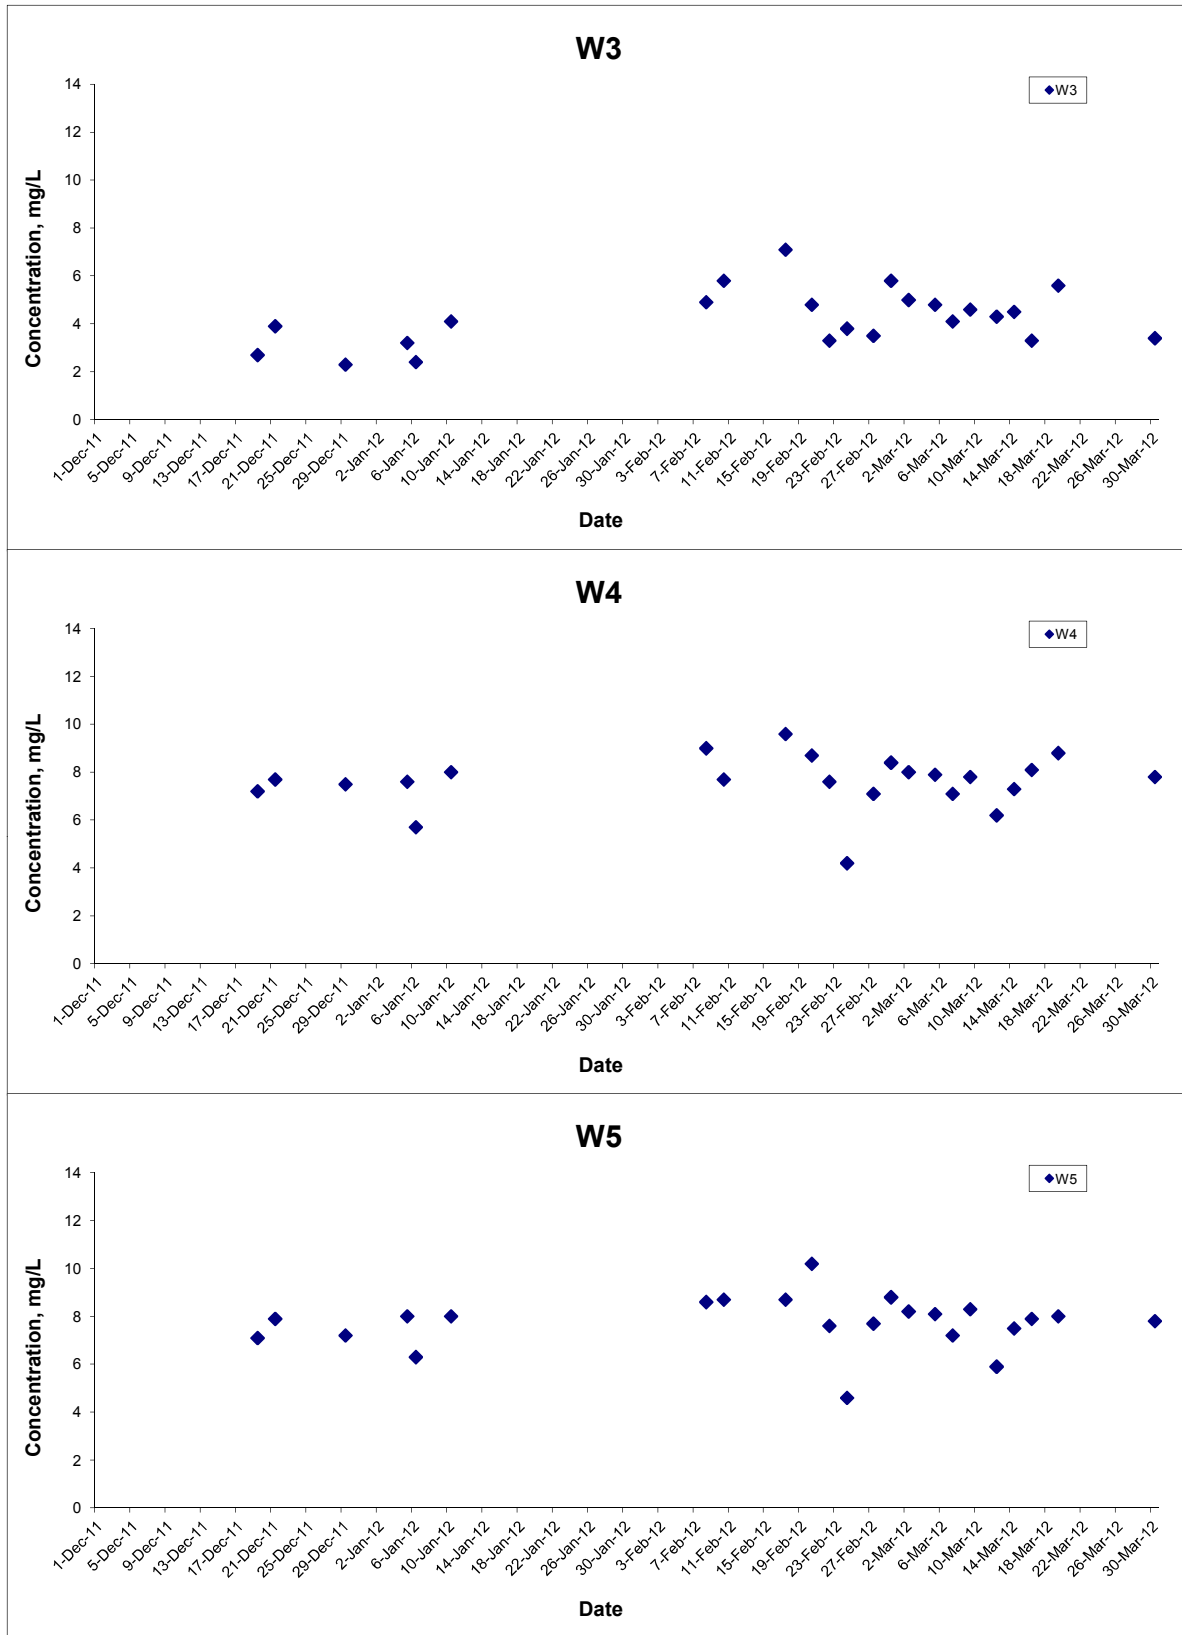 W3
W3
14
12
10
8
6
4
2
0
Concentration, mg/L
1-Dec-11 5-Dec-11 9-Dec-11 13-Dec-11 17-Dec-11 21-Dec-11 25-Dec-11 29-Dec-11 2-Jan-12 6-Jan-12 10-Jan-12 14-Jan-12 18-Jan-12 22-Jan-12 26-Jan-12 30-Jan-12 3-Feb-12 7-Feb-12 11-Feb-12 15-Feb-12 19-Feb-12 23-Feb-12 27-Feb-12 2-Mar-12 6-Mar-12 10-Mar-12 14-Mar-12 18-Mar-12 22-Mar-12 26-Mar-12 30-Mar-12
Date
W4
W4
14
12
10
8
6
4
2
0
Concentration, mg/L
1-Dec-11 5-Dec-11 9-Dec-11 13-Dec-11 17-Dec-11 21-Dec-11 25-Dec-11 29-Dec-11 2-Jan-12 6-Jan-12 10-Jan-12 14-Jan-12 18-Jan-12 22-Jan-12 26-Jan-12 30-Jan-12 3-Feb-12 7-Feb-12 11-Feb-12 15-Feb-12 19-Feb-12 23-Feb-12 27-Feb-12 2-Mar-12 6-Mar-12 10-Mar-12 14-Mar-12 18-Mar-12 22-Mar-12 26-Mar-12 30-Mar-12
Date
W5
W5
14
12
10
8
6
4
2
0
Concentration, mg/L
1-Dec-11 5-Dec-11 9-Dec-11 13-Dec-11 17-Dec-11 21-Dec-11 25-Dec-11 29-Dec-11 2-Jan-12 6-Jan-12 10-Jan-12 14-Jan-12 18-Jan-12 22-Jan-12 26-Jan-12 30-Jan-12 3-Feb-12 7-Feb-12 11-Feb-12 15-Feb-12 19-Feb-12 23-Feb-12 27-Feb-12 2-Mar-12 6-Mar-12 10-Mar-12 14-Mar-12 18-Mar-12 22-Mar-12 26-Mar-12 30-Mar-12
Date